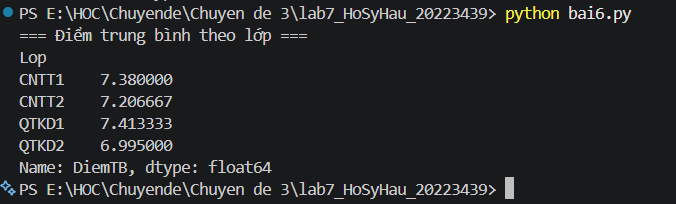 PS E:\HOC\Chuyende\Chuyen de 3\lab7_HoSyHau_20223439> python bai6.py
=== Điểm trung bình theo lớp ===
Lop
CNTT1    7.380000
CNTT2    7.206667
QTKD1    7.413333
QTKD2    6.995000
Name: DiemTB, dtype: float64
PS E:\HOC\Chuyende\Chuyen de 3\lab7_HoSyHau_20223439>